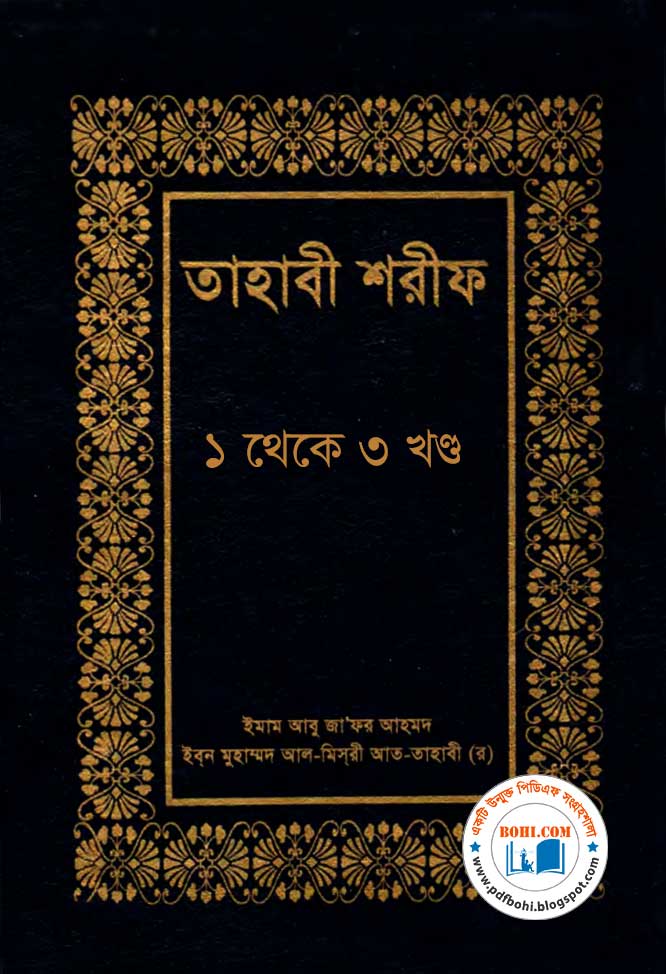 তাহাবী শরীফ
১ থেকে ৩ খণ্ড
ইমাম আবু জা'ফর আহমদ
ইব্‌ন মুহাম্মদ আল-মিস্‌রী আত-তাহাবী (র)
একটি উন্মুক্ত পিডিএফ সংগ্রহশালা
BOHI.COM
www.pdfbohi.blogspot.com